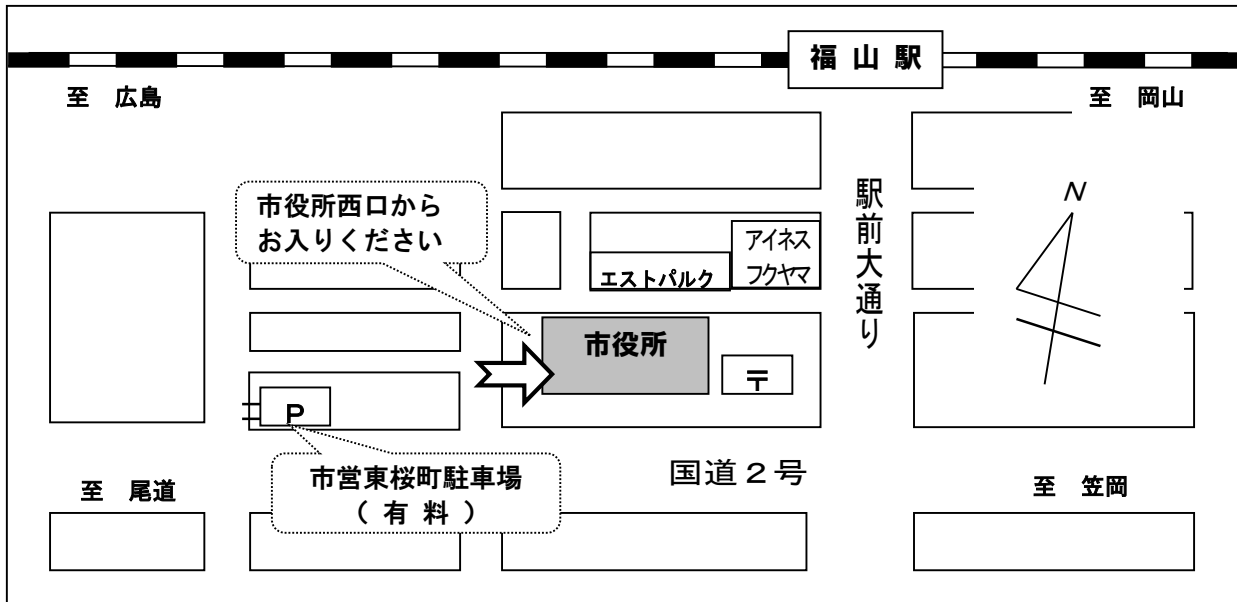 福 山 駅
至 広島
至 岡山
市役所西口から
お入りください
駅前大通り
N
アイネス
フクヤマ
エストパルク
市役所
〒
P
市営東桜町駐車場
（ 有 料 ）
国道２号
至 尾道
至 笠岡